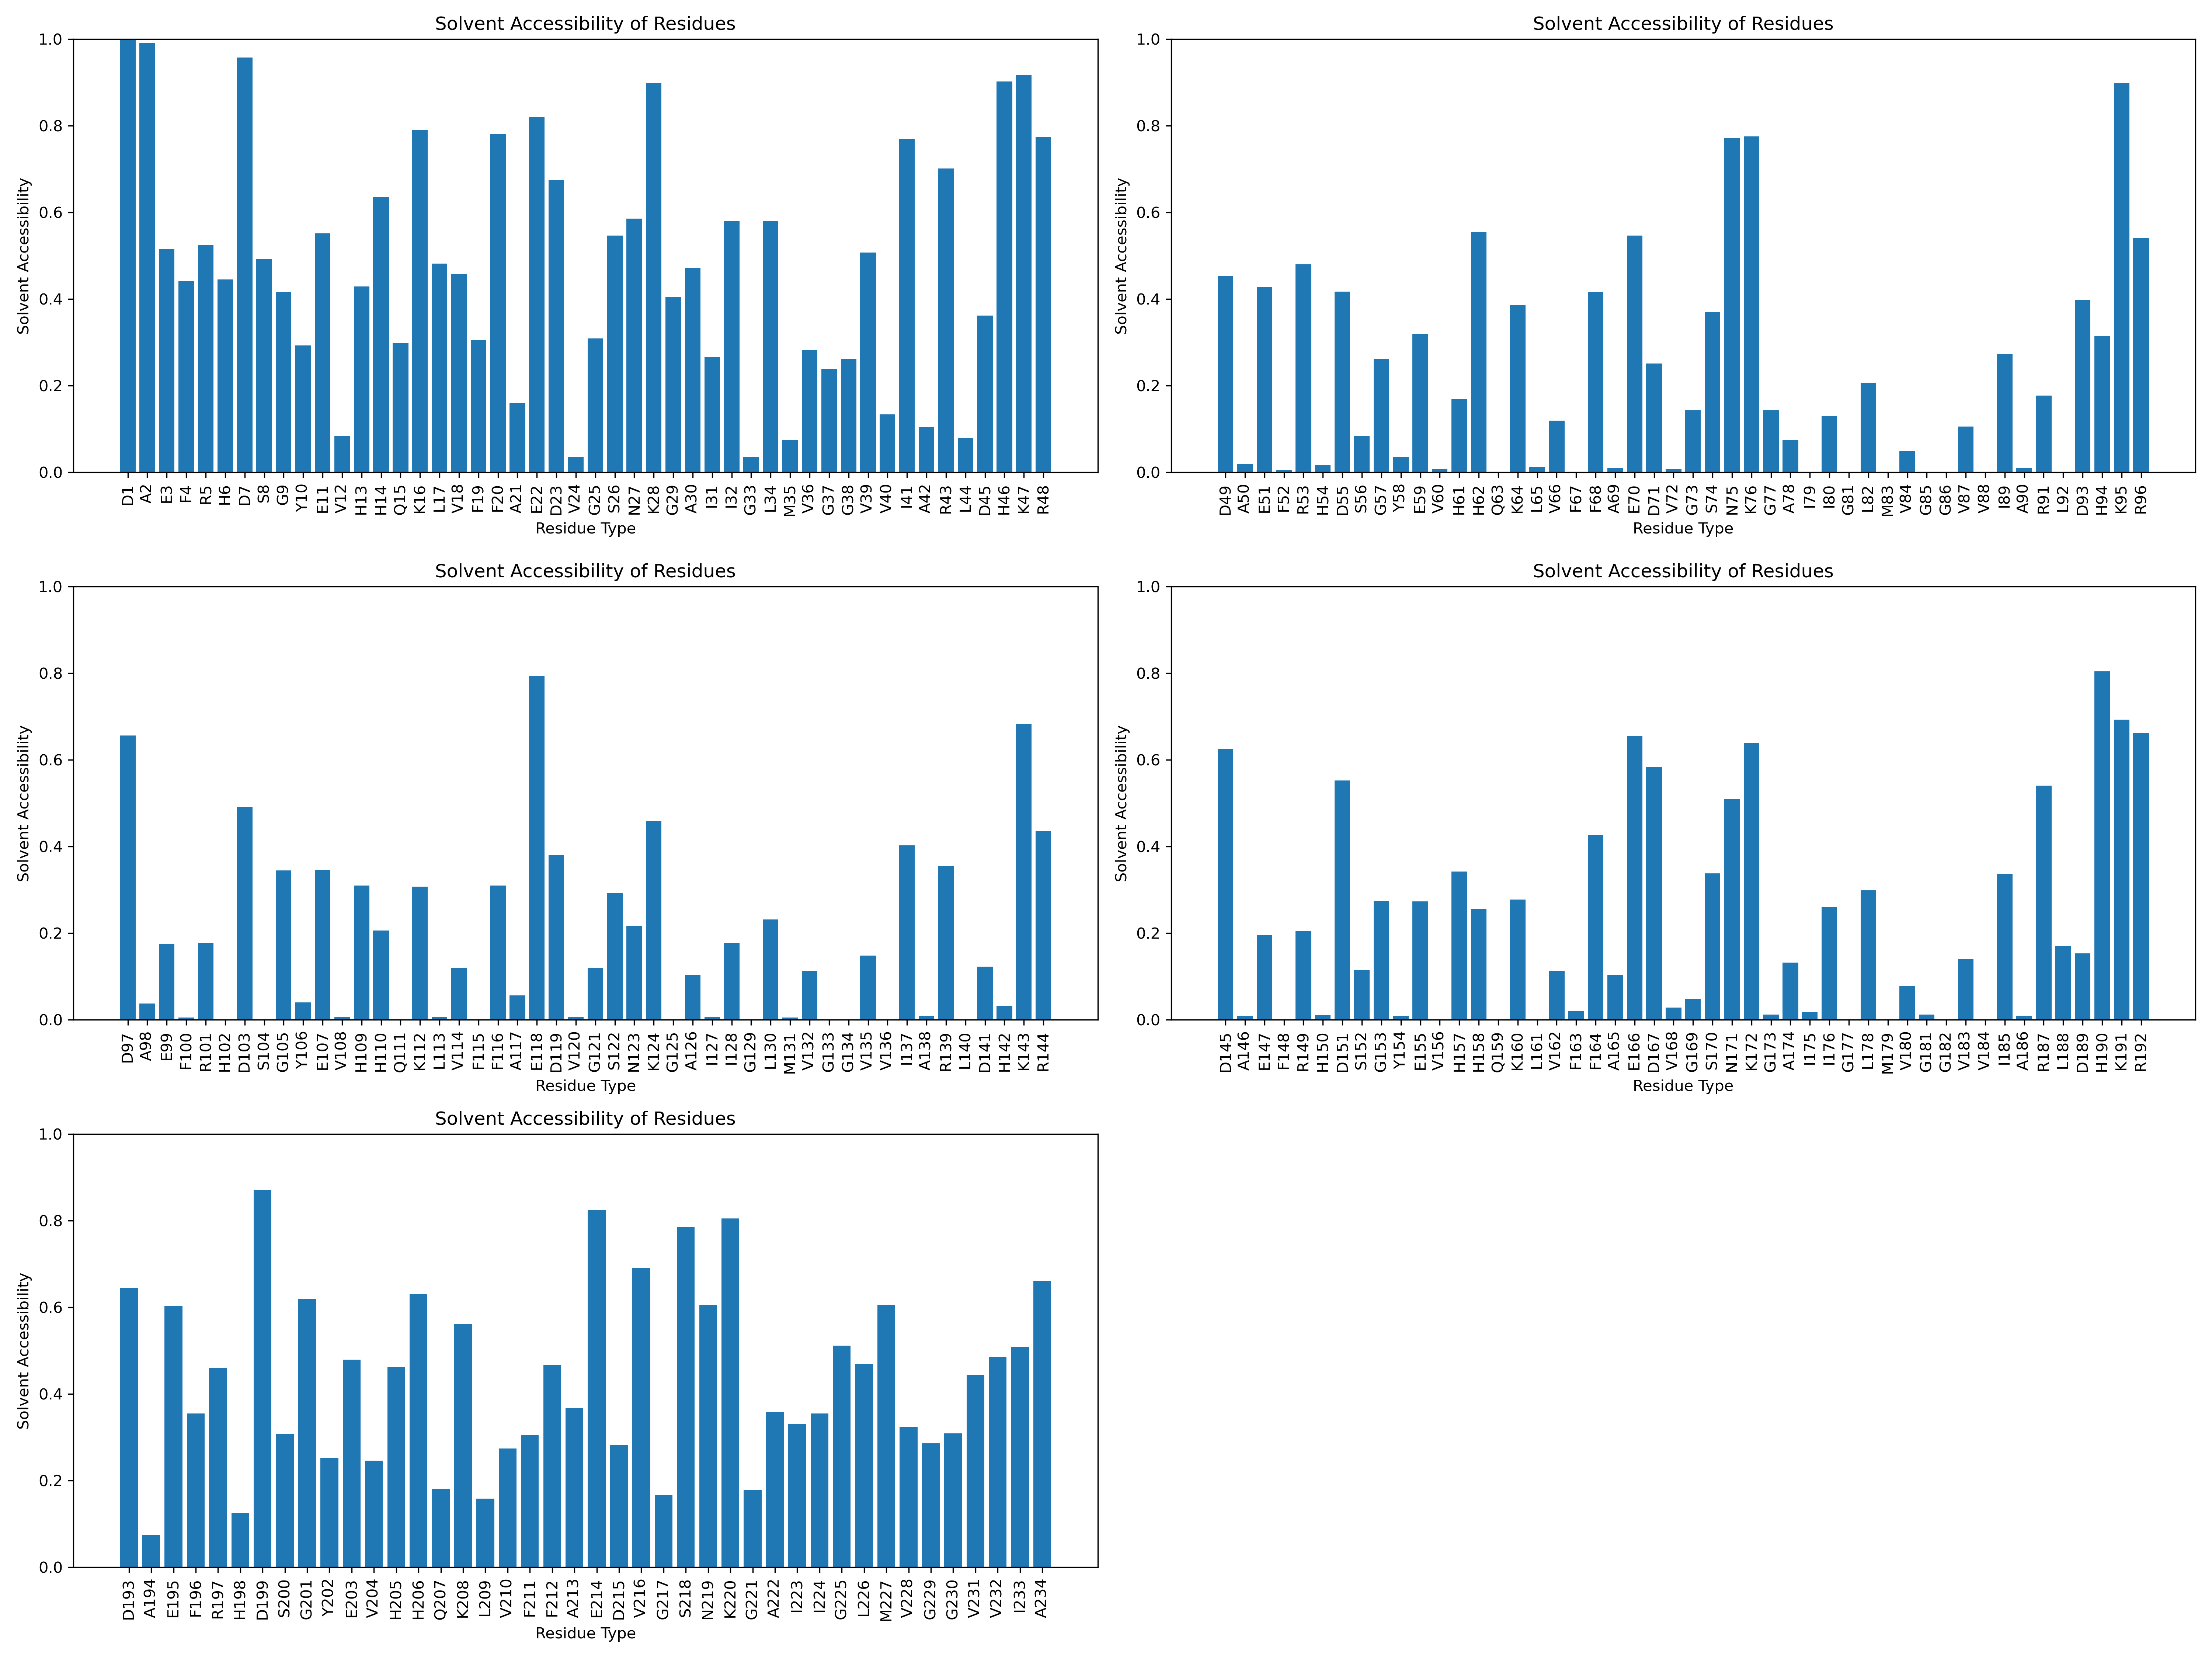 Solvent Accessibility of Residues
Solvent Accessibility
1.0
0.8
0.6
0.4
0.2
0.0
D1 A2 E3 F4 R5 H6 D7 S8 G9 Y10 E11 V12 H13 H14 Q15 K16 L17 V18 F19 F20 A21 E22 D23 V24 G25 S26 N27 K28 G29 A30 I31 I32 G33 L34 M35 V36 G37 G38 V39 V40 I41 A42 R43 L44 D45 H46 K47 R48
Residue Type
Solvent Accessibility of Residues
Solvent Accessibility
1.0
0.8
0.6
0.4
0.2
0.0
D49 A50 E51 F52 R53 H54 D55 S56 G57 Y58 E59 V60 H61 H62 Q63 K64 L65 V66 F67 F68 A69 E70 D71 V72 G73 S74 N75 K76 G77 A78 I79 I80 G81 L82 M83 V84 G85 G86 V87 V88 I89 A90 R91 L92 D93 H94 K95 R96
Residue Type
Solvent Accessibility of Residues
Solvent Accessibility
1.0
0.8
0.6
0.4
0.2
0.0
D97 A98 E99 F100 R101 H102 D103 S104 G105 Y106 E107 V108 H109 H110 Q111 K112 L113 V114 F115 F116 A117 E118 D119 V120 G121 S122 N123 K124 G125 A126 I127 I128 G129 L130 M131 V132 G133 G134 V135 V136 I137 A138 R139 L140 D141 H142 K143 R144
Residue Type
Solvent Accessibility of Residues
Solvent Accessibility
1.0
0.8
0.6
0.4
0.2
0.0
D145 A146 E147 F148 R149 H150 D151 S152 G153 Y154 E155 V156 H157 H158 Q159 K160 L161 V162 F163 F164 A165 E166 D167 V168 G169 S170 N171 K172 G173 A174 I175 I176 G177 L178 M179 V180 G181 G182 V183 V184 I185 A186 R187 L188 D189 H190 K191 R192
Residue Type
Solvent Accessibility of Residues
Solvent Accessibility
1.0
0.8
0.6
0.4
0.2
0.0
D193 A194 E195 F196 R197 H198 D199 S200 G201 Y202 E203 V204 H205 H206 Q207 K208 L209 V210 F211 F212 A213 E214 D215 V216 G217 S218 N219 K220 G221 A222 I223 I224 G225 L226 M227 V228 G229 G230 V231 V232 I233 A234
Residue Type